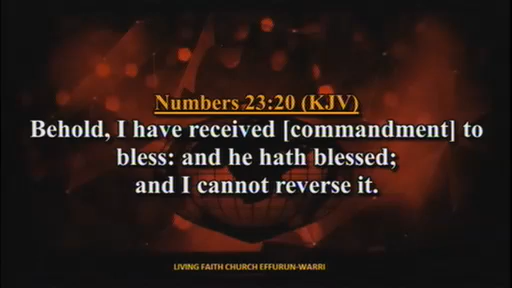 Numbers 23:20 (KJV)
Behold, I have received [commandment] to
bless: and he hath blessed;
and I cannot reverse it.
LIVING FAITH CHURCH EFFURUN-WARRI